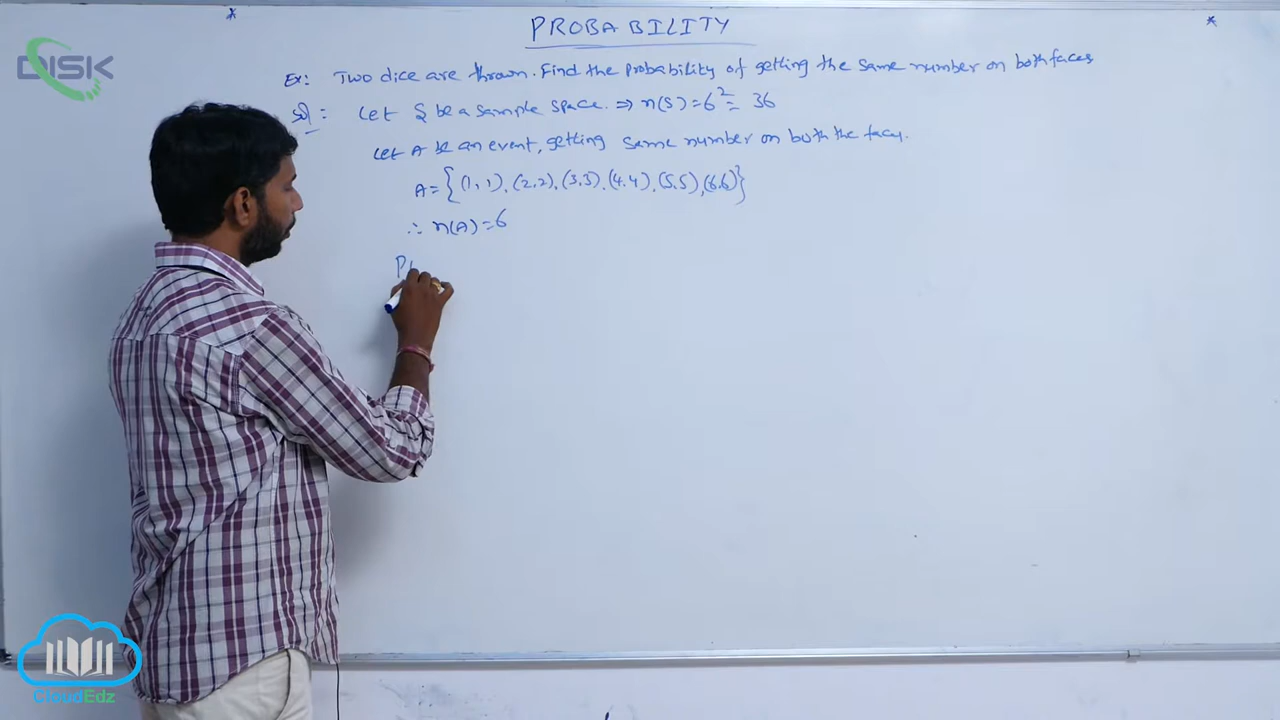 * PROBABILITY *
DISK
Ex: Two dice are thrown. Find the probability of getting the same number on both faces
Sol: Let S be a sample space. ⇒ n(S) = 6² = 36
Let A be an event, getting same number on both the faces.
A = {(1,1), (2,2), (3,3), (4,4), (5,5), (6,6)}
∴ n(A) = 6
P(
CloudEdz